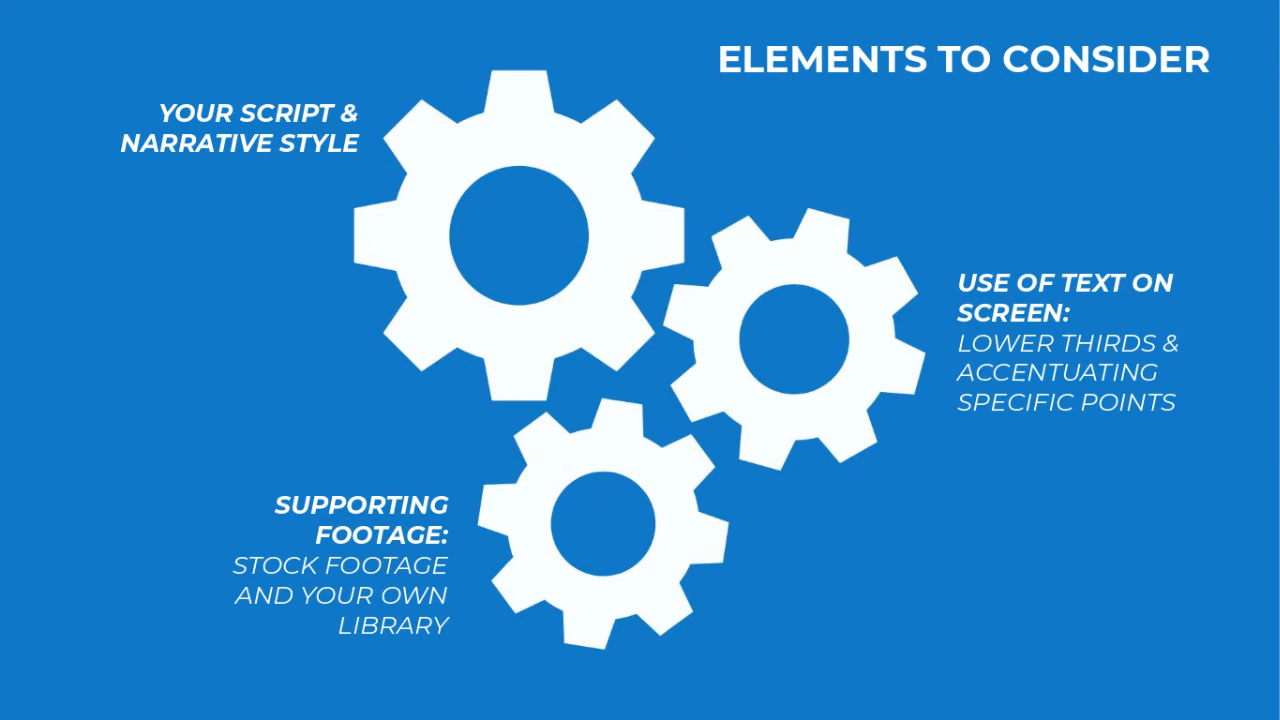 ELEMENTS TO CONSIDER
YOUR SCRIPT &
NARRATIVE STYLE
USE OF TEXT ON
SCREEN:
LOWER THIRDS &
ACCENTUATING
SPECIFIC POINTS
SUPPORTING
FOOTAGE:
STOCK FOOTAGE
AND YOUR OWN
LIBRARY